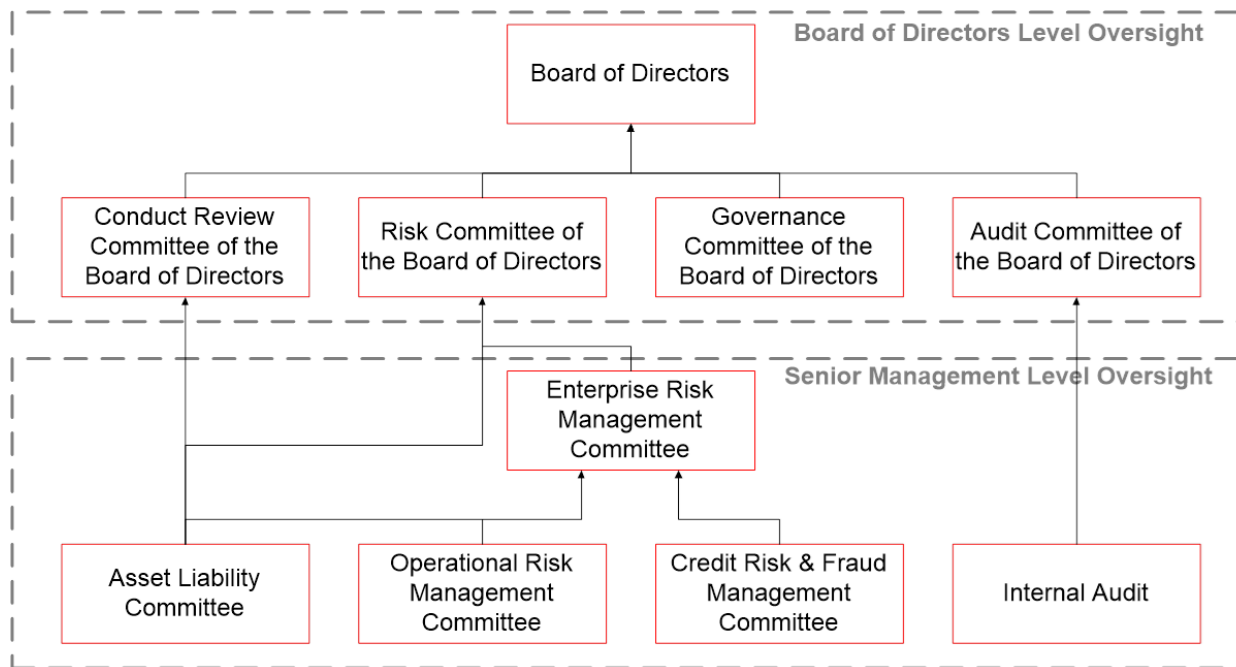 Board of Directors Level Oversight
Board of Directors
Conduct Review
Committee of the
Board of Directors
Risk Committee of
the Board of Directors
Governance
Committee of the
Board of Directors
Audit Committee of
the Board of Directors
Senior Management Level Oversight
Enterprise Risk
Management
Committee
Asset Liability
Committee
Operational Risk
Management
Committee
Credit Risk & Fraud
Management
Committee
Internal Audit